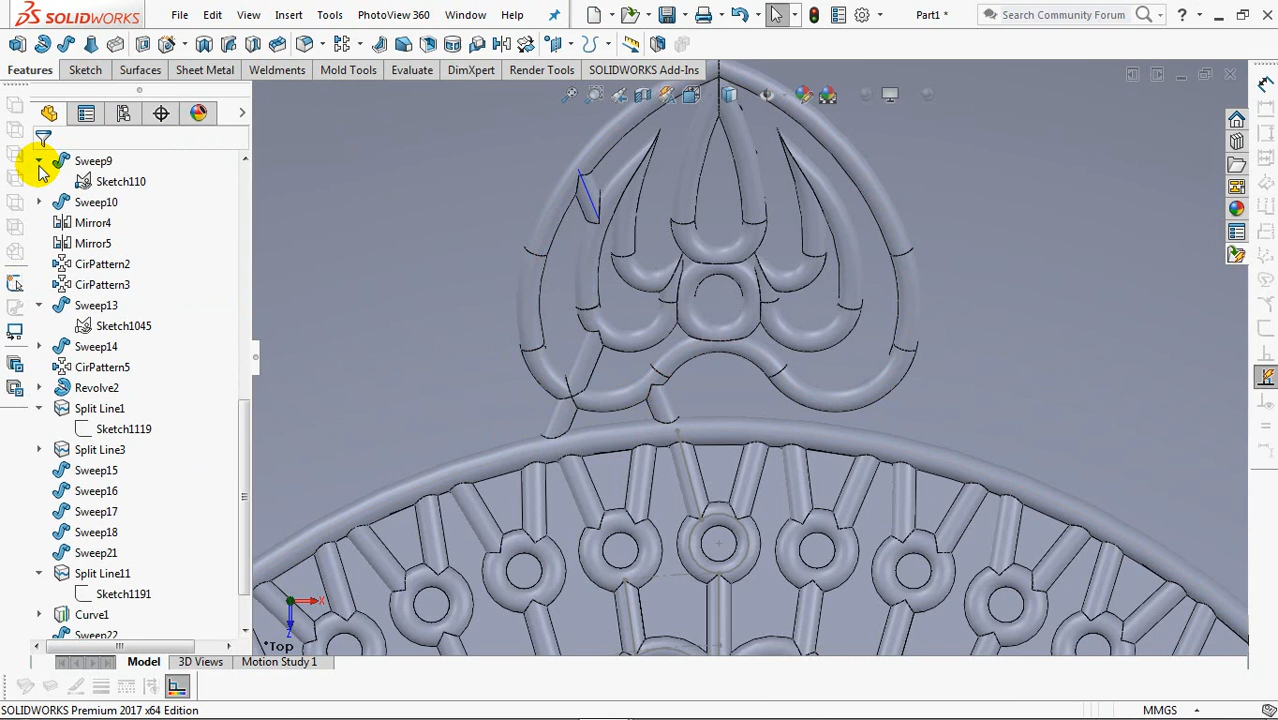 SOLIDWORKS File Edit View Insert Tools PhotoView 360 Window Help Part1 * Search Community Forum ?
Features Sketch Surfaces Sheet Metal Weldments Mold Tools Evaluate DimXpert Render Tools SOLIDWORKS Add-Ins
Sweep9
Sketch110
Sweep10
Mirror4
Mirror5
CirPattern2
CirPattern3
Sweep13
Sketch1045
Sweep14
CirPattern5
Revolve2
Split Line1
Sketch1119
Split Line3
Sweep15
Sweep16
Sweep17
Sweep18
Sweep21
Split Line11
Sketch1191
Curve1
Sweep22
X
Z
*Top
Model 3D Views Motion Study 1
SOLIDWORKS Premium 2017 x64 Edition MMGS